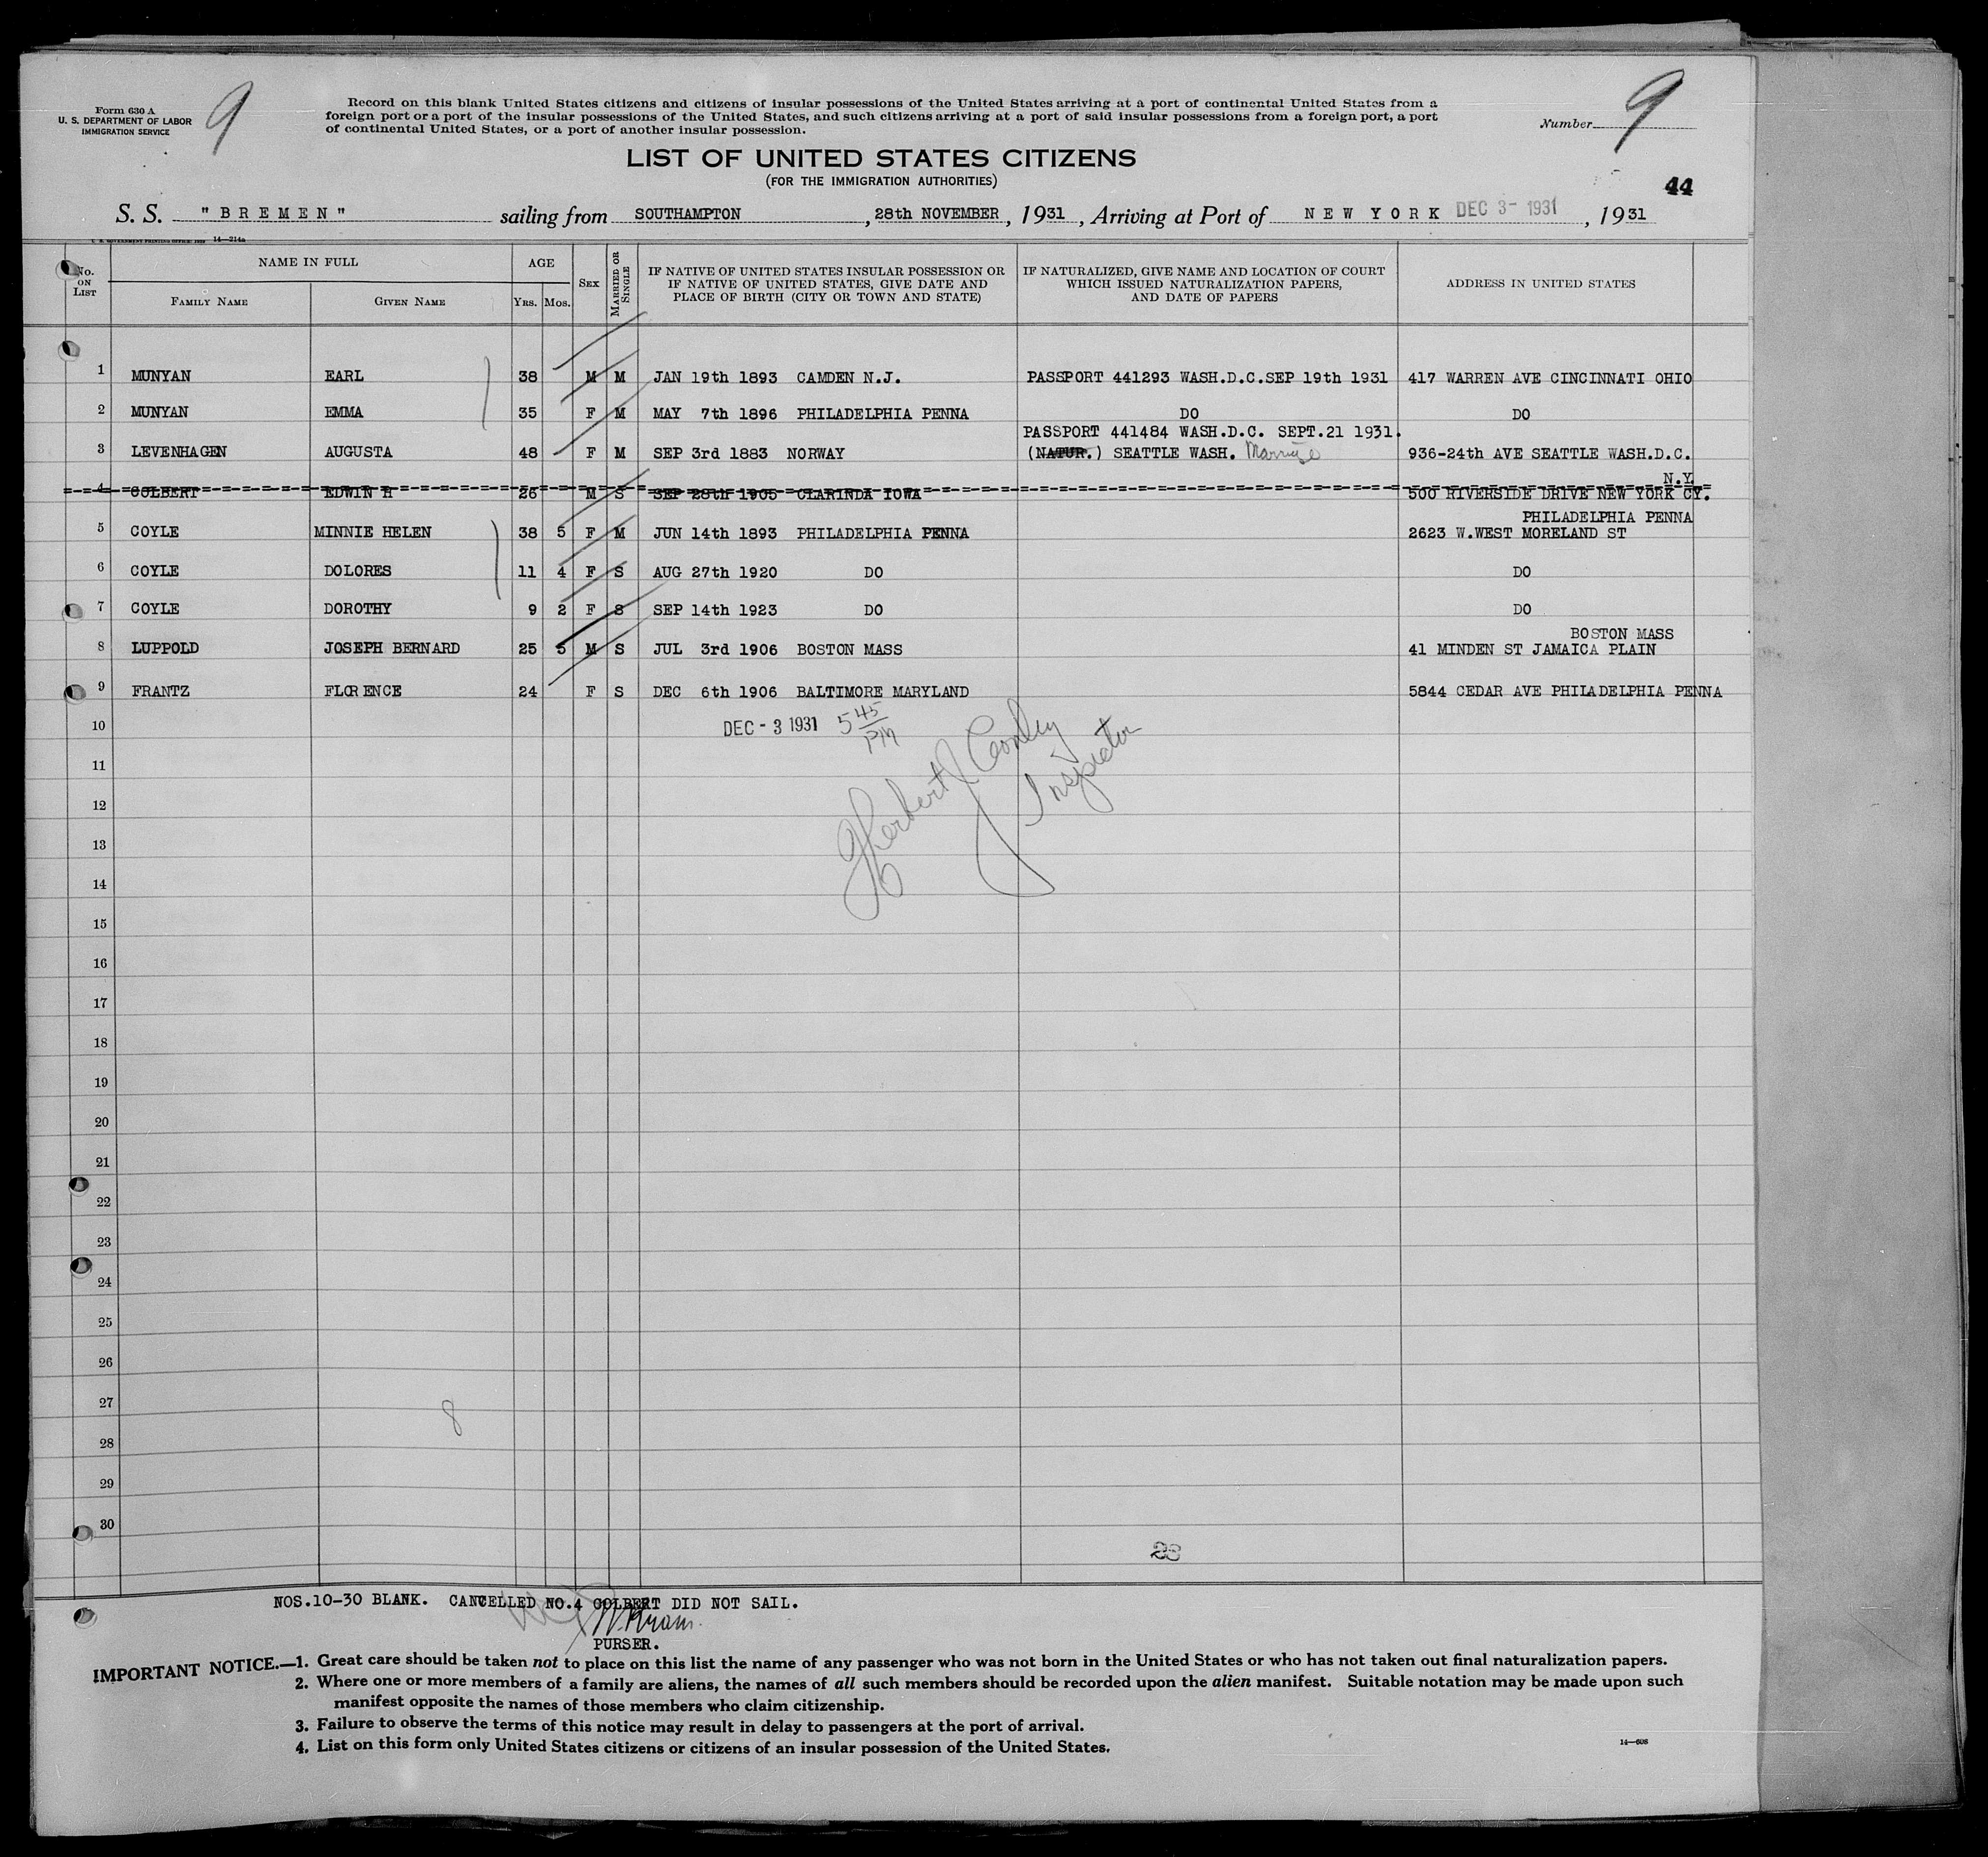 9
Form 630 A
U. S. DEPARTMENT OF LABOR
IMMIGRATION SERVICE
Record on this blank United States citizens and citizens of insular possessions of the United States arriving at a port of continental United States from a
foreign port or a port of the insular possessions of the United States, and such citizens arriving at a port of said insular possessions from a foreign port, a port
of continental United States, or a port of another insular possession.
Number 9
LIST OF UNITED STATES CITIZENS
(FOR THE IMMIGRATION AUTHORITIES)
44
S. S. "BREMEN" sailing from SOUTHAMPTON, 28th NOVEMBER, 1931, Arriving at Port of NEW YORK DEC 3- 1931, 1931
14—214a
No. ON LIST
NAME IN FULL
FAMILY NAME GIVEN NAME
AGE
YRS. MOS.
SEX
MARRIED OR SINGLE
IF NATIVE OF UNITED STATES INSULAR POSSESSION OR
IF NATIVE OF UNITED STATES, GIVE DATE AND
PLACE OF BIRTH (CITY OR TOWN AND STATE)
IF NATURALIZED, GIVE NAME AND LOCATION OF COURT
WHICH ISSUED NATURALIZATION PAPERS,
AND DATE OF PAPERS
ADDRESS IN UNITED STATES
1 MUNYAN EARL 38 M M JAN 19th 1893 CAMDEN N.J. PASSPORT 441293 WASH.D.C.SEP 19th 1931 417 WARREN AVE CINCINNATI OHIO
2 MUNYAN EMMA 35 F M MAY 7th 1896 PHILADELPHIA PENNA DO DO
PASSPORT 441484 WASH.D.C. SEPT.21 1931.
3 LEVENHAGEN AUGUSTA 48 F M SEP 3rd 1883 NORWAY (NATUR.) SEATTLE WASH. Marriage 936-24th AVE SEATTLE WASH.D.C.
N.Y.
4 COLBERT EDWIN H 26 M S SEP 28th 1905 CLARINDA IOWA 500 RIVERSIDE DRIVE NEW YORK CY.
PHILADELPHIA PENNA
5 COYLE MINNIE HELEN 38 5 F M JUN 14th 1893 PHILADELPHIA PENNA 2623 W.WEST MORELAND ST
6 COYLE DOLORES 11 4 F S AUG 27th 1920 DO DO
7 COYLE DOROTHY 9 2 F S SEP 14th 1923 DO DO
BOSTON MASS
8 LUPPOLD JOSEPH BERNARD 25 5 M S JUL 3rd 1906 BOSTON MASS 41 MINDEN ST JAMAICA PLAIN
9 FRANTZ FLORENCE 24 F S DEC 6th 1906 BALTIMORE MARYLAND 5844 CEDAR AVE PHILADELPHIA PENNA
10 DEC - 3 1931 5 45 PM
Herbert J Conley
Inspector
11
12
13
14
15
16
17
18
19
20
21
22
23
24
25
26
27
8
28
29
30
NOS.10-30 BLANK. CANCELLED NO.4 COLBERT DID NOT SAIL.
PURSER.
IMPORTANT NOTICE.—1. Great care should be taken not to place on this list the name of any passenger who was not born in the United States or who has not taken out final naturalization papers.
2. Where one or more members of a family are aliens, the names of all such members should be recorded upon the alien manifest. Suitable notation may be made upon such
manifest opposite the names of those members who claim citizenship.
3. Failure to observe the terms of this notice may result in delay to passengers at the port of arrival.
4. List on this form only United States citizens or citizens of an insular possession of the United States.